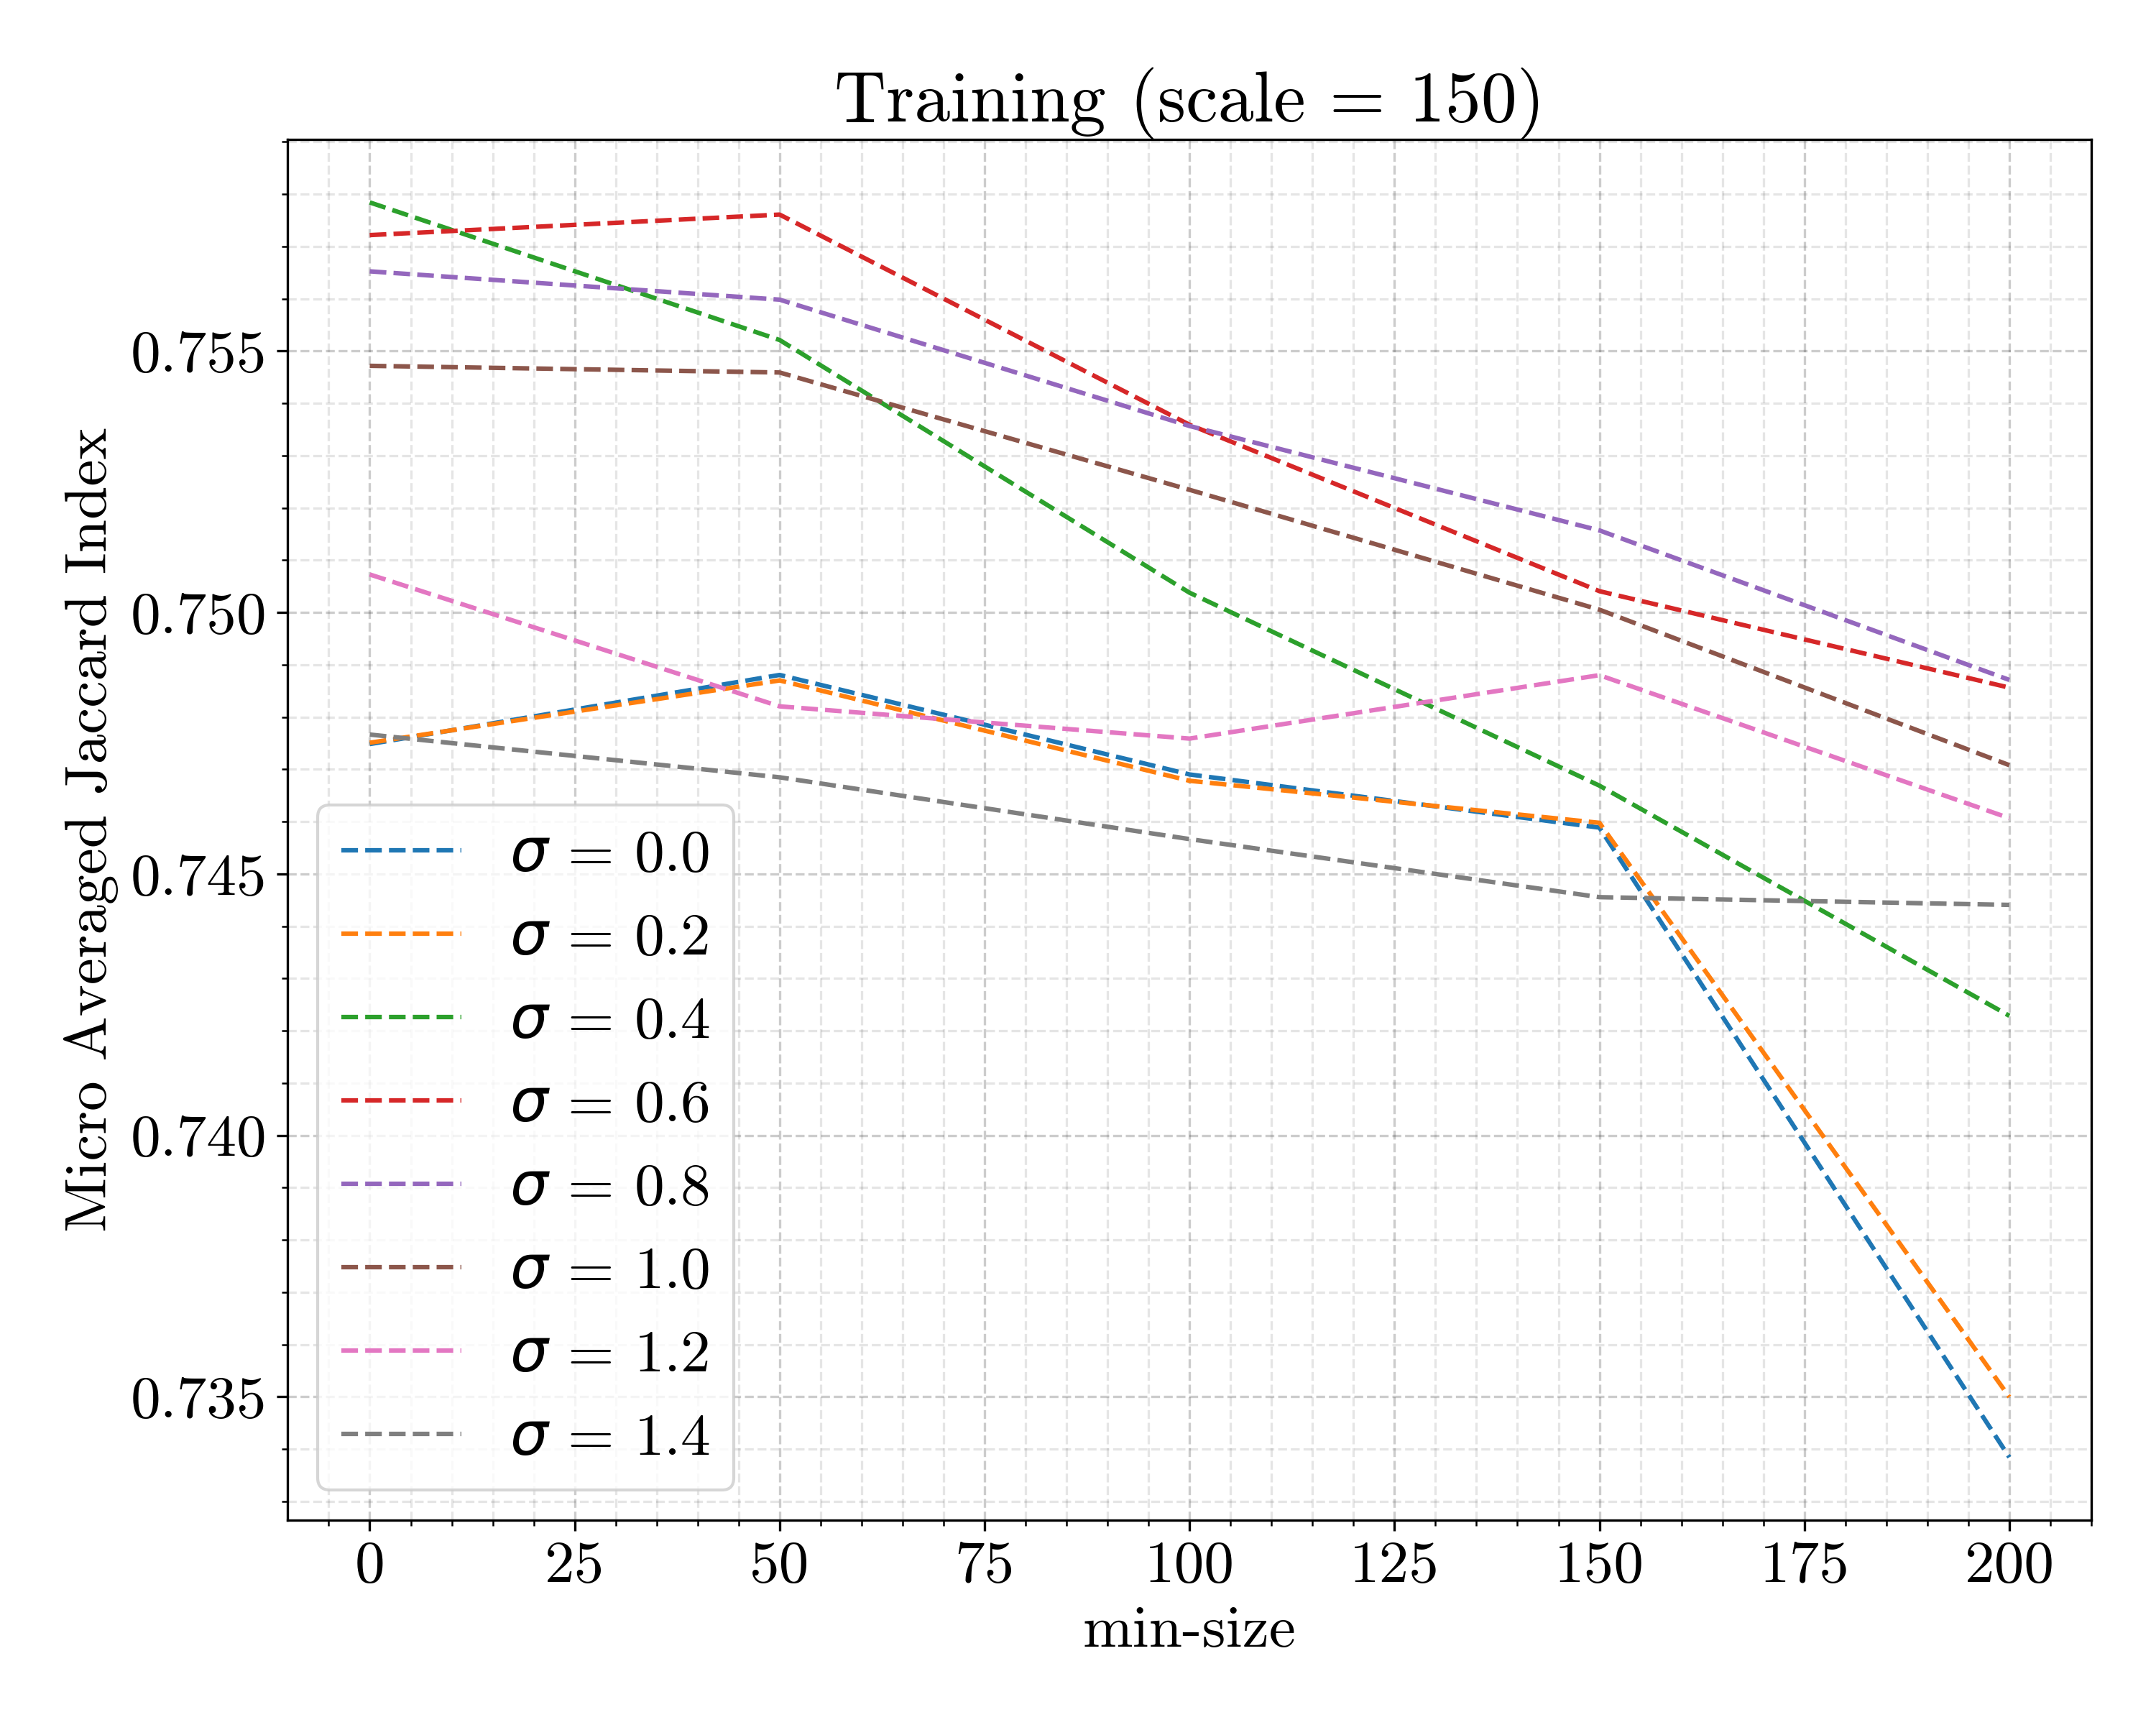 Training (scale = 150)
Micro Averaged Jaccard Index
0.755
0.750
0.745
0.740
0.735
σ = 0.0
σ = 0.2
σ = 0.4
σ = 0.6
σ = 0.8
σ = 1.0
σ = 1.2
σ = 1.4
0 25 50 75 100 125 150 175 200
min-size